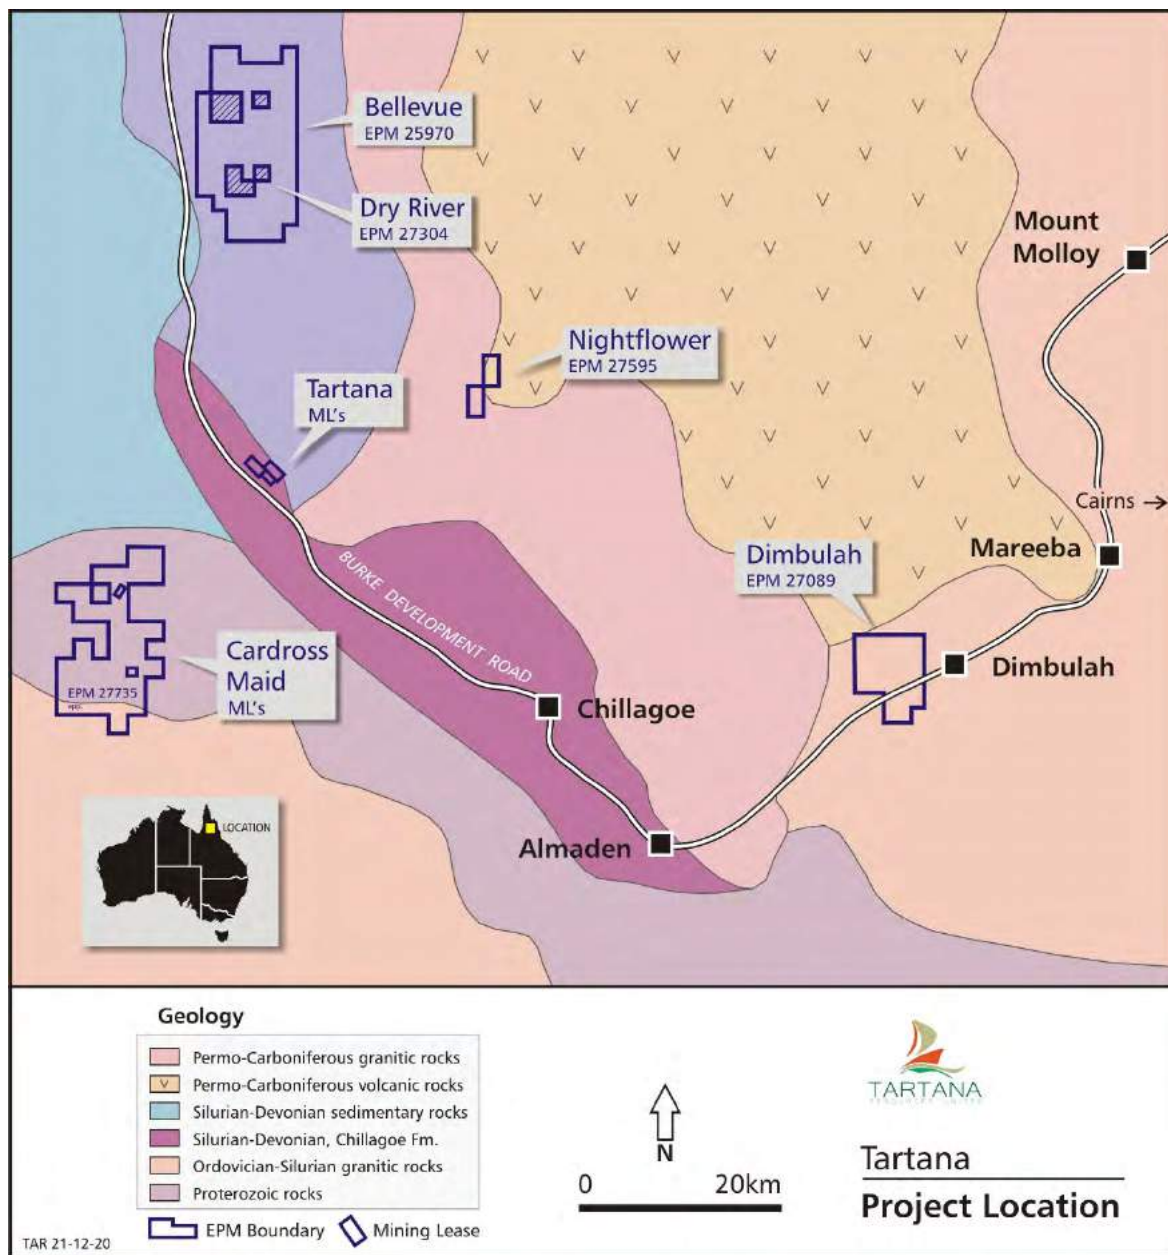 Bellevue
EPM 25970
Dry River
EPM 27304
Mount
Molloy
Nightflower
EPM 27595
Tartana
ML's
Cairns
Mareeba
Dimbulah
EPM 27089
BURKE DEVELOPMENT ROAD
Cardross
Maid
ML's
EPM 27735
Dimbulah
Chillagoe
LOCATION
Almaden
Geology
Permo-Carboniferous granitic rocks
v Permo-Carboniferous volcanic rocks
Silurian-Devonian sedimentary rocks
Silurian-Devonian, Chillagoe Fm.
Ordovician-Silurian granitic rocks
Proterozoic rocks
EPM Boundary
Mining Lease
TAR 21-12-20
N
0 20km
TARTANA
Tartana
Project Location